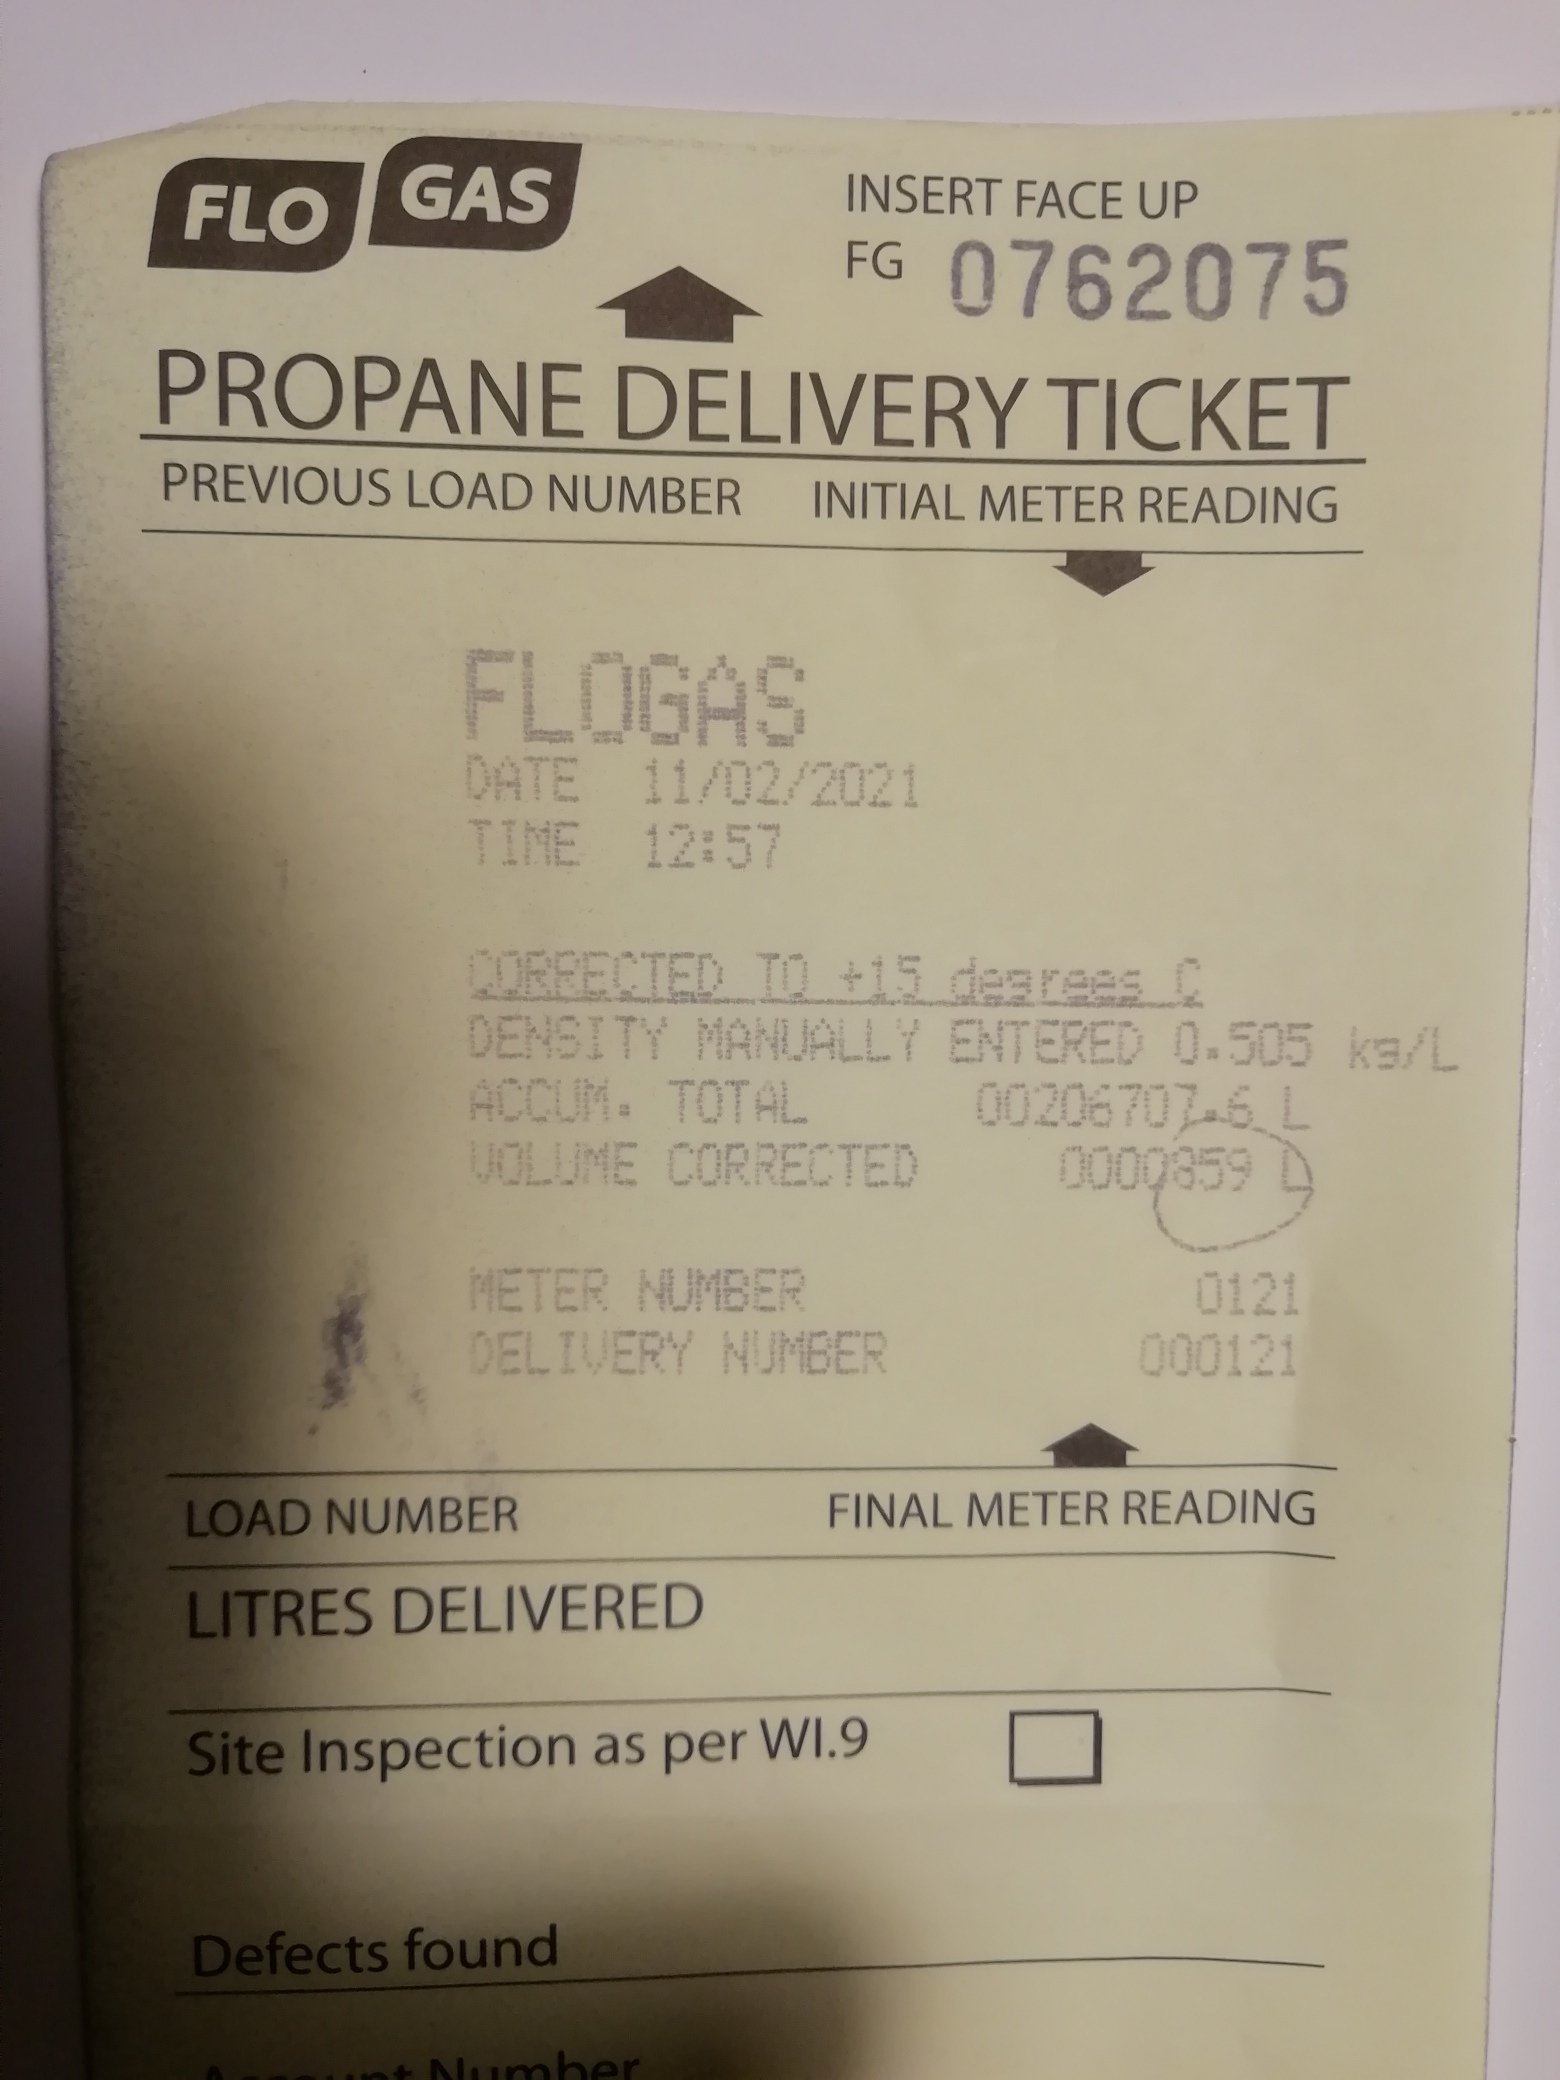 FLO GAS
INSERT FACE UP
FG 0762075
PROPANE DELIVERY TICKET
PREVIOUS LOAD NUMBER INITIAL METER READING
FLOGAS
DATE 11/02/2021
TIME 12:57
CORRECTED TO +15 degrees C
DENSITY MANUALLY ENTERED 0.505 kg/L
ACCUM. TOTAL 00206707.6 L
VOLUME CORRECTED 0000859 L
METER NUMBER 0121
DELIVERY NUMBER 000121
LOAD NUMBER FINAL METER READING
LITRES DELIVERED
Site Inspection as per WI.9
Defects found
Account Number